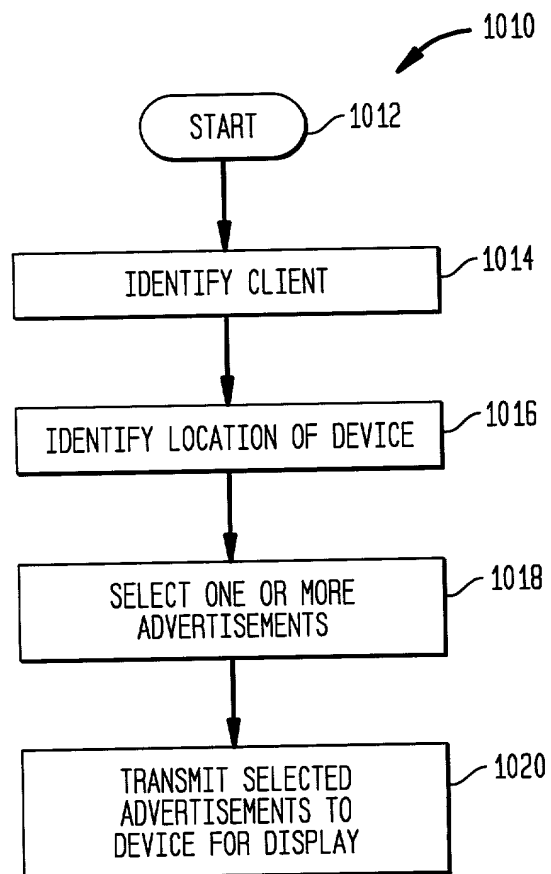 1010
START
1012
IDENTIFY CLIENT
1014
IDENTIFY LOCATION OF DEVICE
1016
SELECT ONE OR MORE
ADVERTISEMENTS
1018
TRANSMIT SELECTED
ADVERTISEMENTS TO
DEVICE FOR DISPLAY
1020